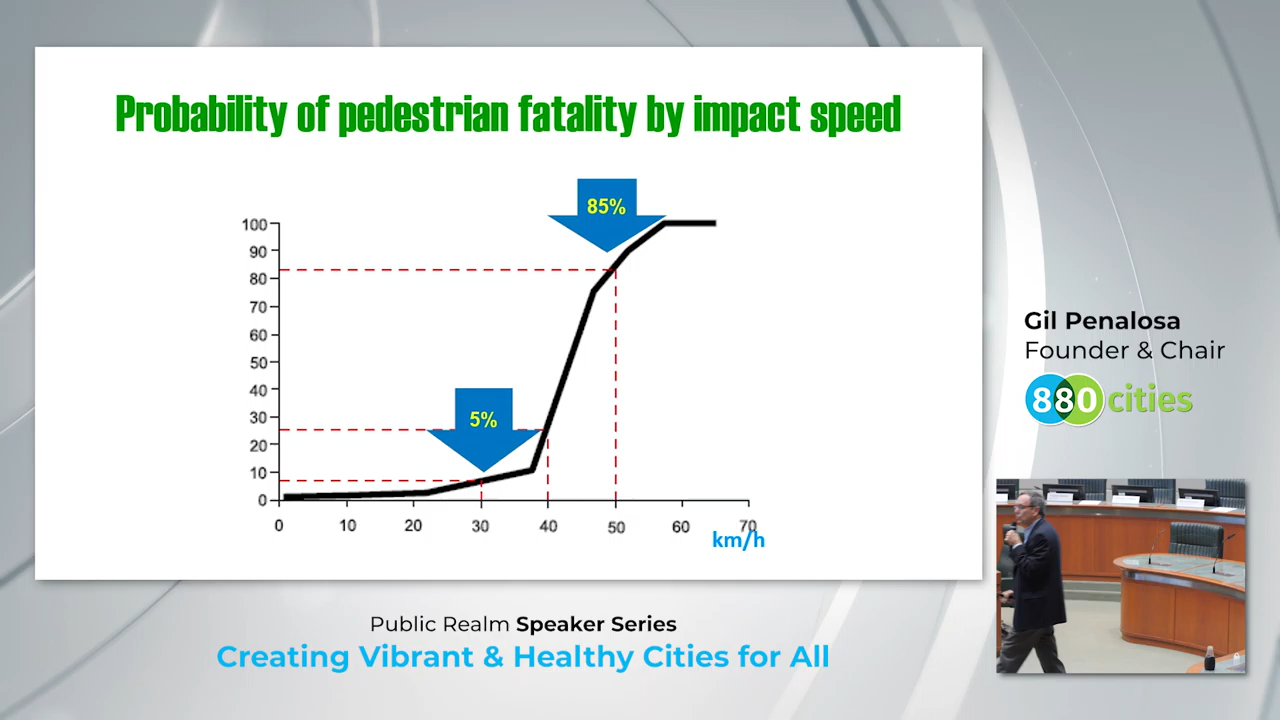 Probability of pedestrian fatality by impact speed
85%
100
90
80
70
60
50
40
30
20
10
0
5%
0 10 20 30 40 50 60 70
km/h
Gil Penalosa
Founder & Chair
880 cities
Public Realm Speaker Series
Creating Vibrant & Healthy Cities for All